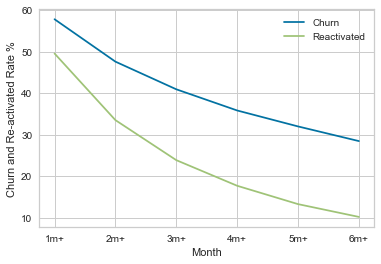 Churn and Re-activated Rate %
60
50
40
30
20
10
Churn
Reactivated
1m+ 2m+ 3m+ 4m+ 5m+ 6m+
Month